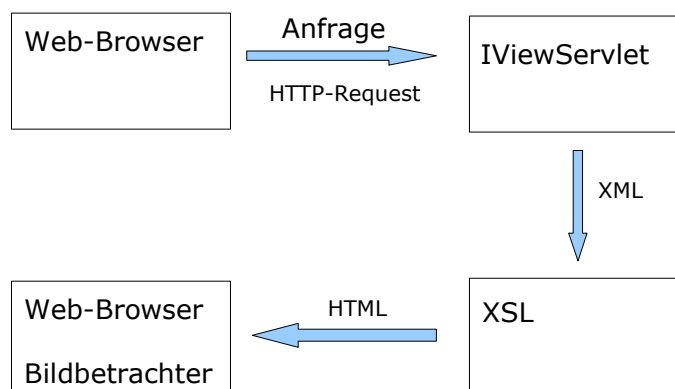 Web-Browser
Anfrage
HTTP-Request
IViewServlet
XML
XSL
HTML
Web-Browser
Bildbetrachter